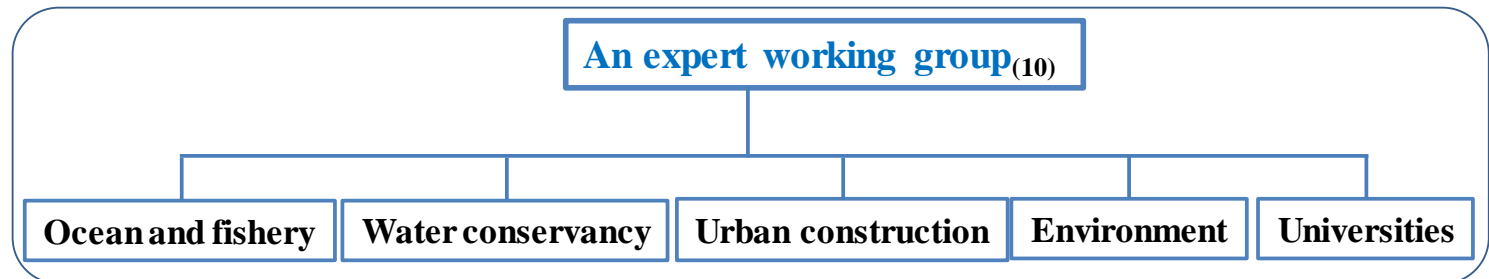 An expert working group(10)
Ocean and fishery Water conservancy Urban construction Environment Universities